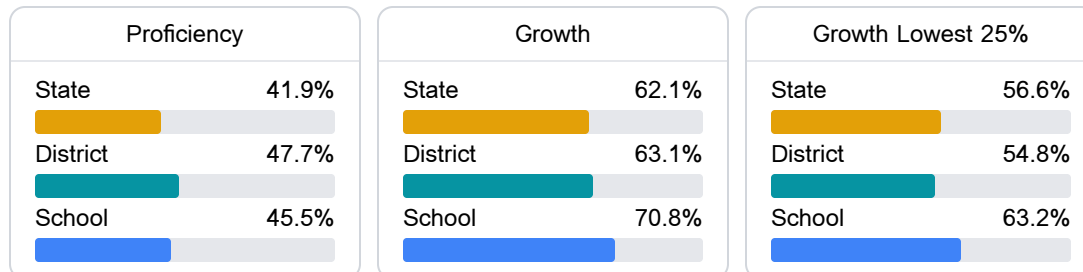 Proficiency
State 41.9%
District 47.7%
School 45.5%
Growth
State 62.1%
District 63.1%
School 70.8%
Growth Lowest 25%
State 56.6%
District 54.8%
School 63.2%